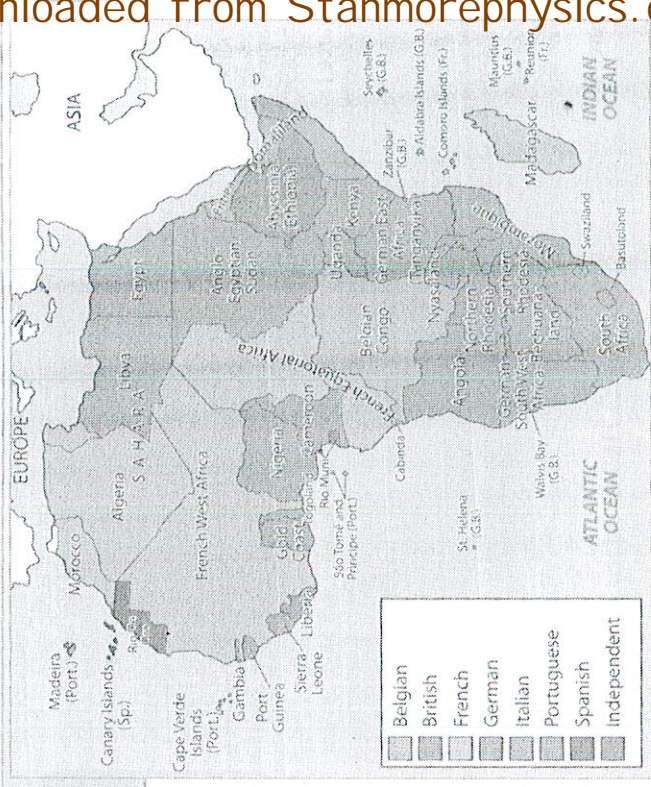 nloaded from Stanmorephysics.c
EUROPE
ASIA
Madeira
(Port.)
Canary Islands
(Sp.)
Morocco
Algeria
Libya
Egypt
SAHARA
Cape Verde
Islands
(Port.)
French West Africa
Anglo
Egyptian
Sudan
Somaliland
Abyssinia
Ethiopia
Gambia
Port
Guinea
Sierra
Leone
Liberia
Gold
Coast
Togoland
Nigeria
Cameroon
French Equatorial Africa
Rio Muni
São Tomé and
Principe (Port.)
Uganda
Kenya
Belgian
Congo
German East
Africa
Tanganyika
Zanzibar
(G.B.)
Seychelles
(G.B.)
Aldabra Islands (G.B.)
Comoro Islands (Fr.)
Cabinda
St. Helena
(G.B.)
Angola
Northern
Rhodesia
Nyasaland
Mozambique
Madagascar
Mauritius
(G.B.)
Reunion
(Fr.)
German
South West
Africa
Bechuana
land
Southern
Rhodesia
Walvis Bay
(G.B.)
South
Africa
Swaziland
Basutoland
ATLANTIC
OCEAN
INDIAN
OCEAN
Belgian
British
French
German
Italian
Portuguese
Spanish
Independent